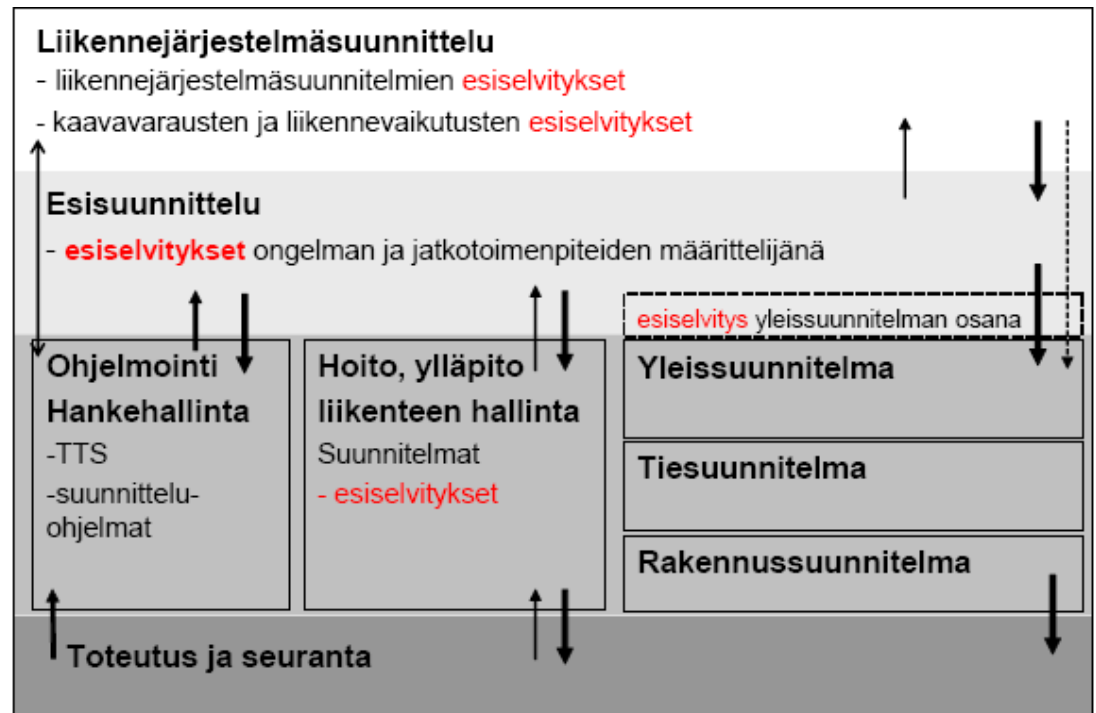 Liikennejärjestelmäsuunnittelu
- liikennejärjestelmäsuunnitelmien esiselvitykset
- kaavavarausten ja liikennevaikutusten esiselvitykset
Esisuunnittelu
- esiselvitykset ongelman ja jatkotoimenpiteiden määrittelijänä
esiselvitys yleissuunnitelman osana
Ohjelmointi
Hankehallinta
-TTS
-suunnittelu-
ohjelmat
Hoito, ylläpito
liikenteen hallinta
Suunnitelmat
- esiselvitykset
Yleissuunnitelma
Tiesuunnitelma
Rakennussuunnitelma
Toteutus ja seuranta